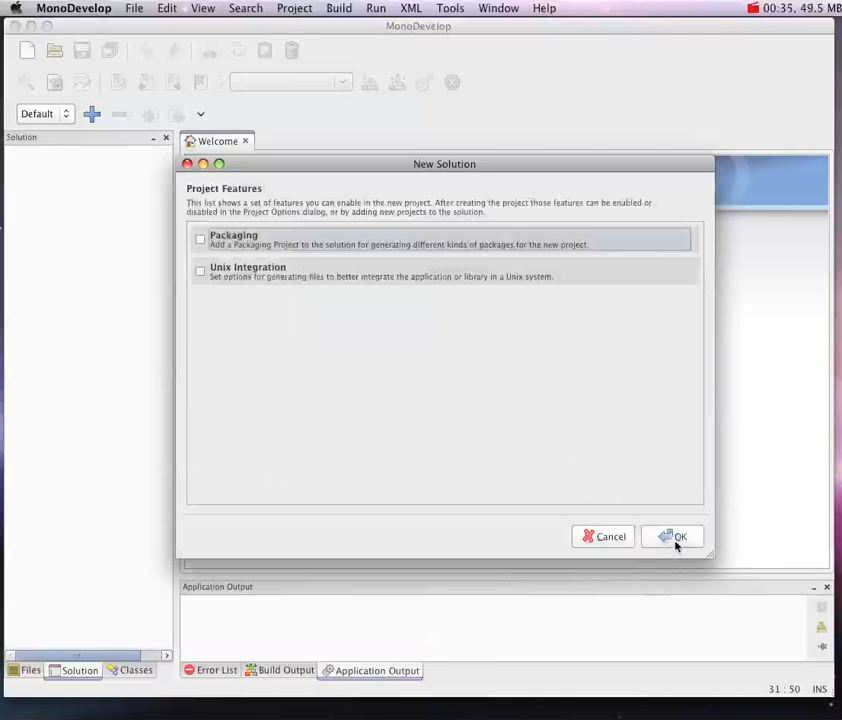 MonoDevelop File Edit View Search Project Build Run XML Tools Window Help 00:35, 49.5 MB
MonoDevelop
Default
Solution
Welcome
New Solution
Project Features
This list shows a set of features you can enable in the new project. After creating the project those features can be enabled or
disabled in the Project Options dialog, or by adding new projects to the solution.
Packaging
Add a Packaging Project to the solution for generating different kinds of packages for the new project.
Unix Integration
Set options for generating files to better integrate the application or library in a Unix system.
Cancel OK
Application Output
Files Solution Classes Error List Build Output Application Output
31 : 50 INS